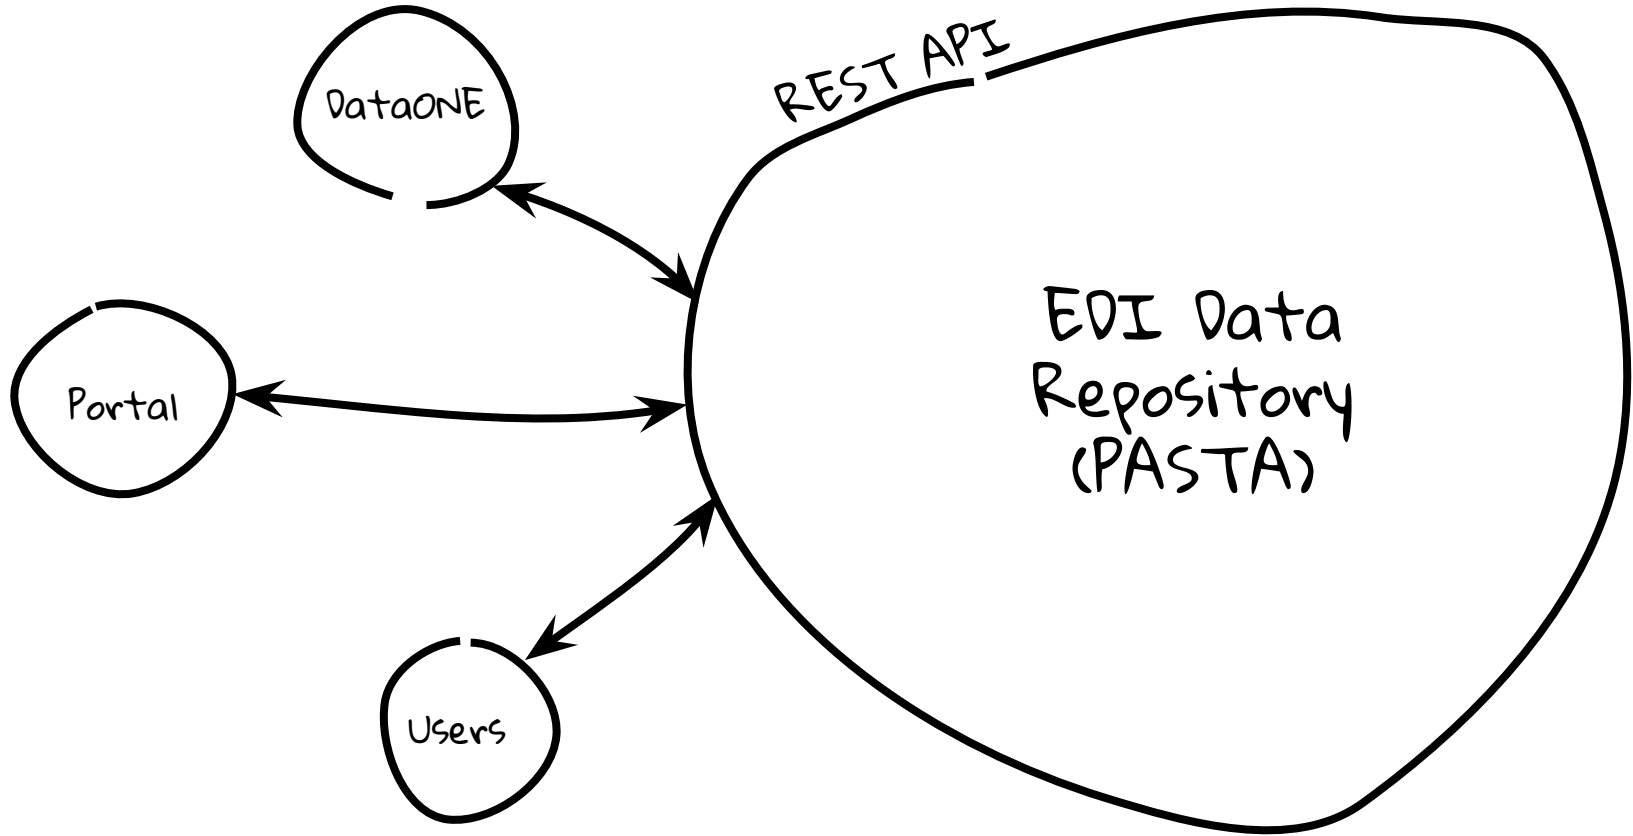 REST API
DataONE
EDI Data
Repository
(PASTA)
Portal
Users